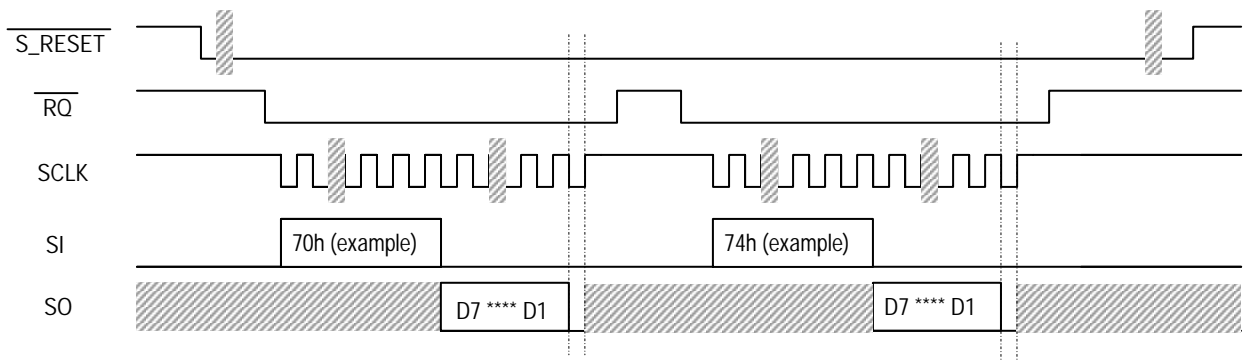 S_RESET
RQ
SCLK
SI 70h (example) 74h (example)
SO D7 **** D1 D7 **** D1